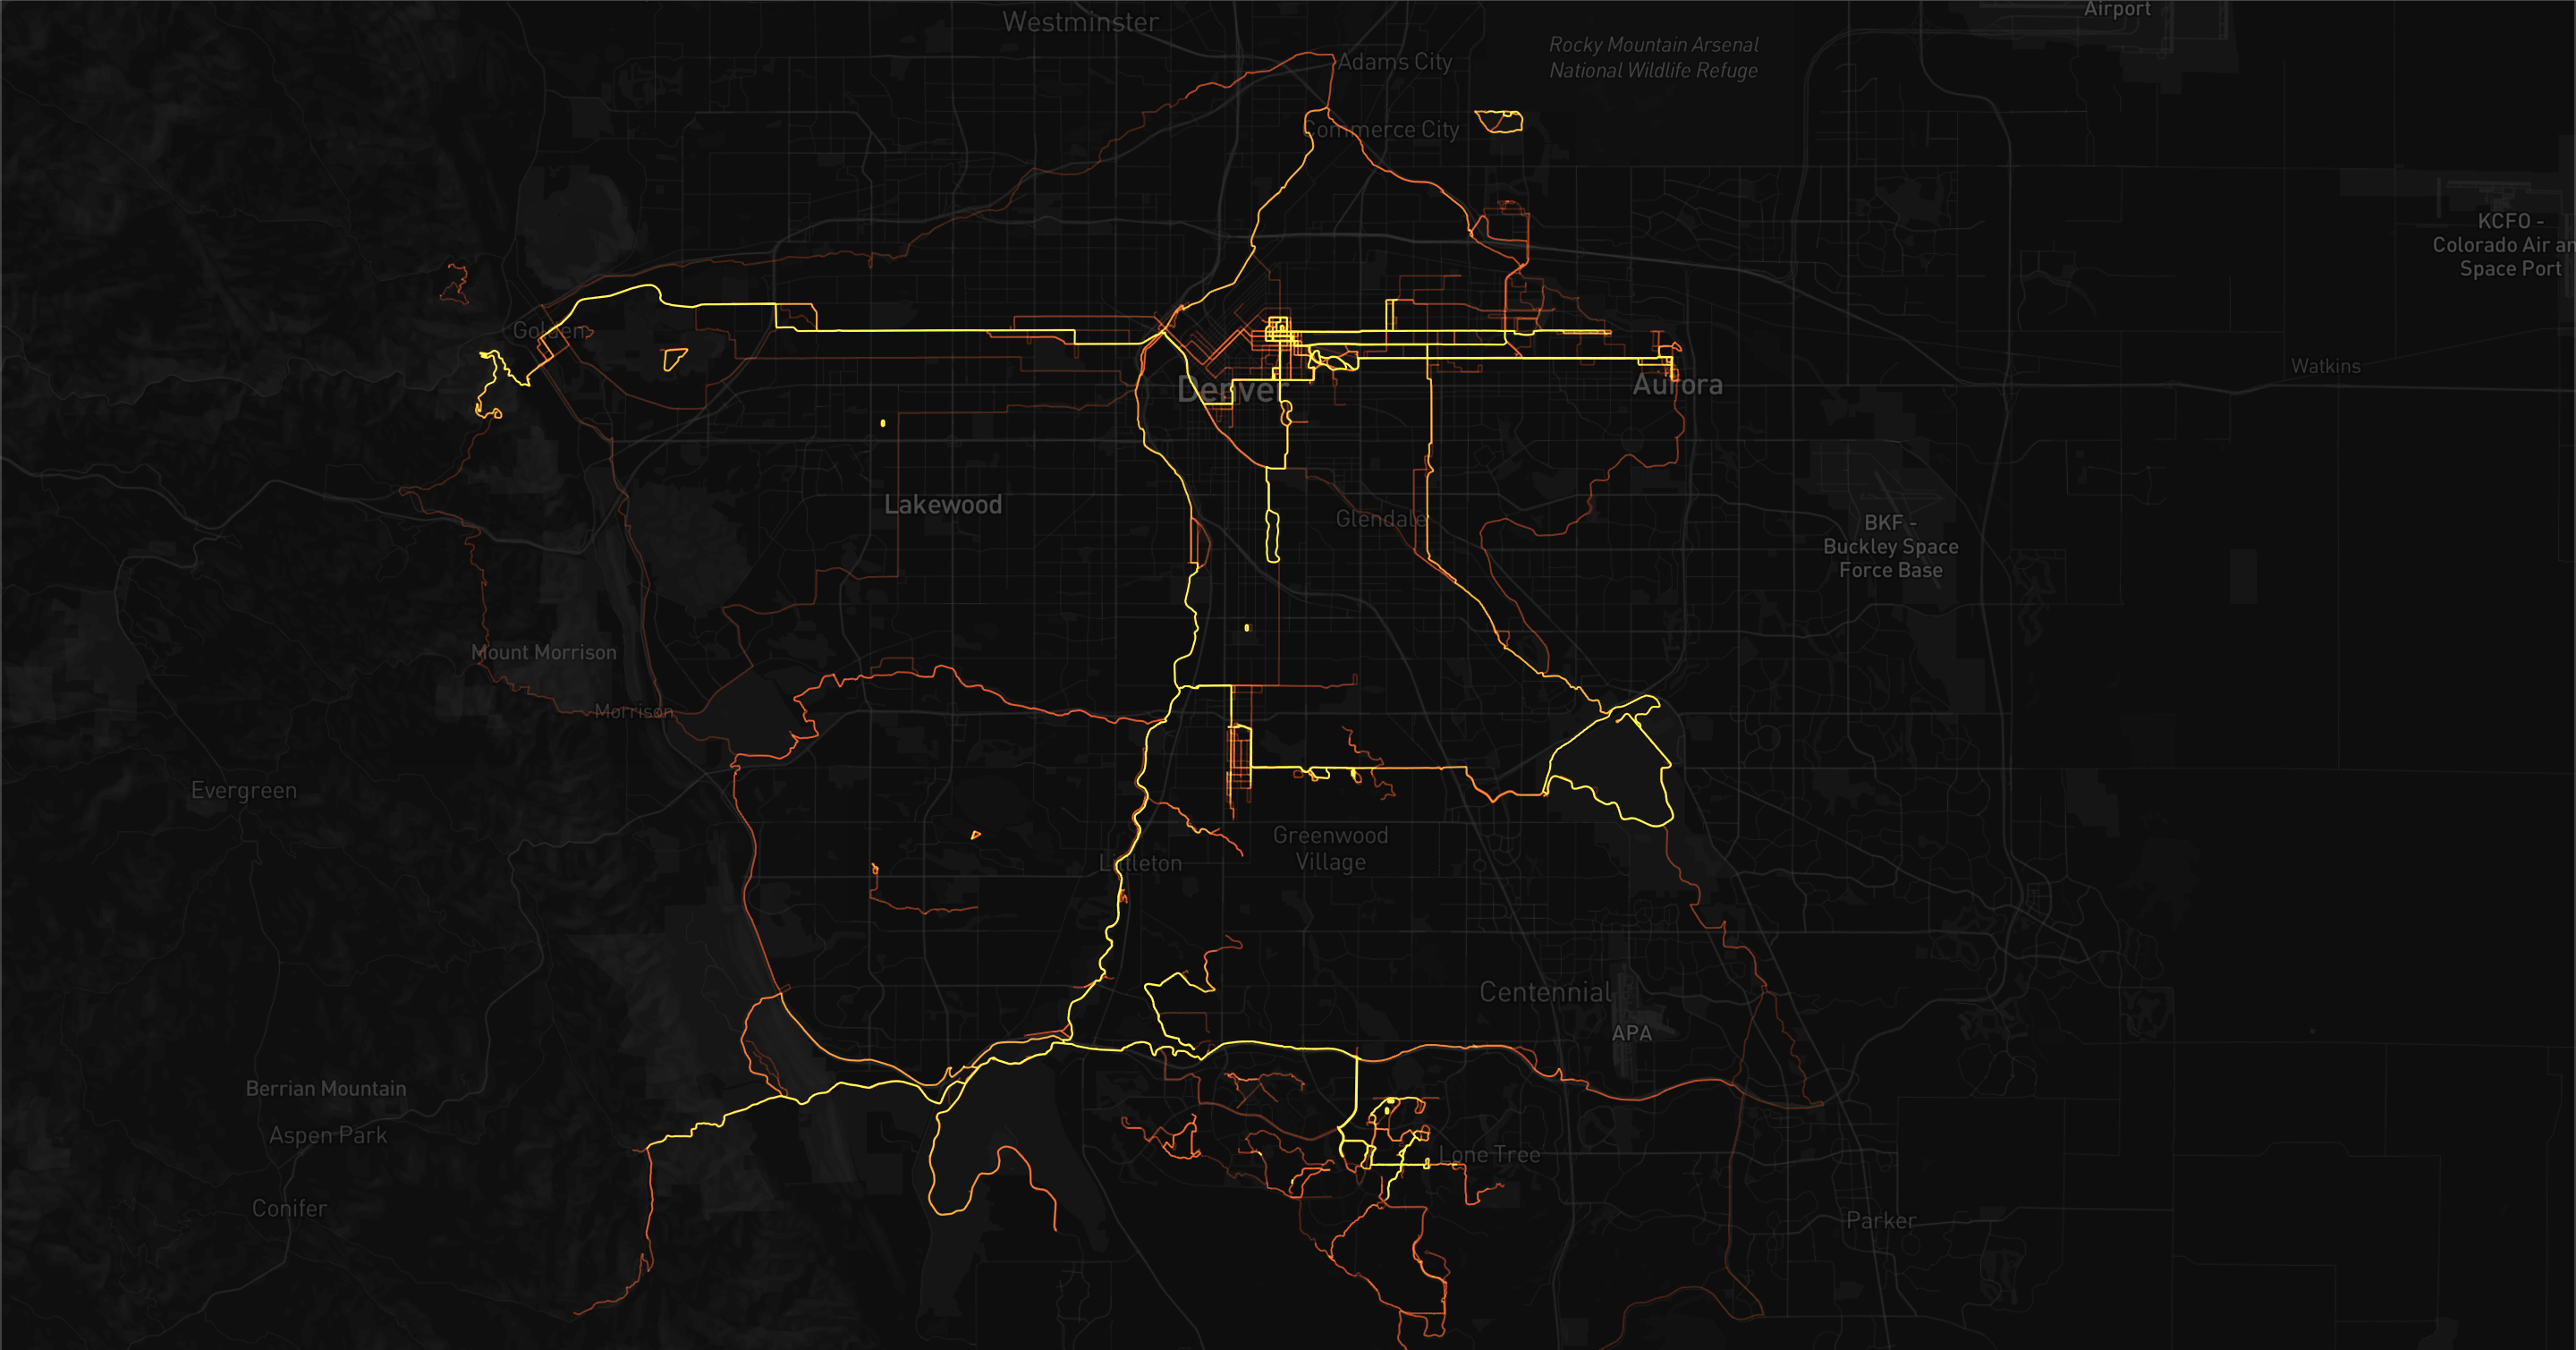 Westminster
Airport
Rocky Mountain Arsenal
National Wildlife Refuge
Adams City
Commerce City
KCFO -
Colorado Air an
Space Port
Golden
Watkins
Denver
Aurora
Lakewood
Glendale
BKF -
Buckley Space
Force Base
Mount Morrison
Morrison
Evergreen
Greenwood
Village
Littleton
Centennial
APA
Berrian Mountain
Aspen Park
Lone Tree
Conifer
Parker